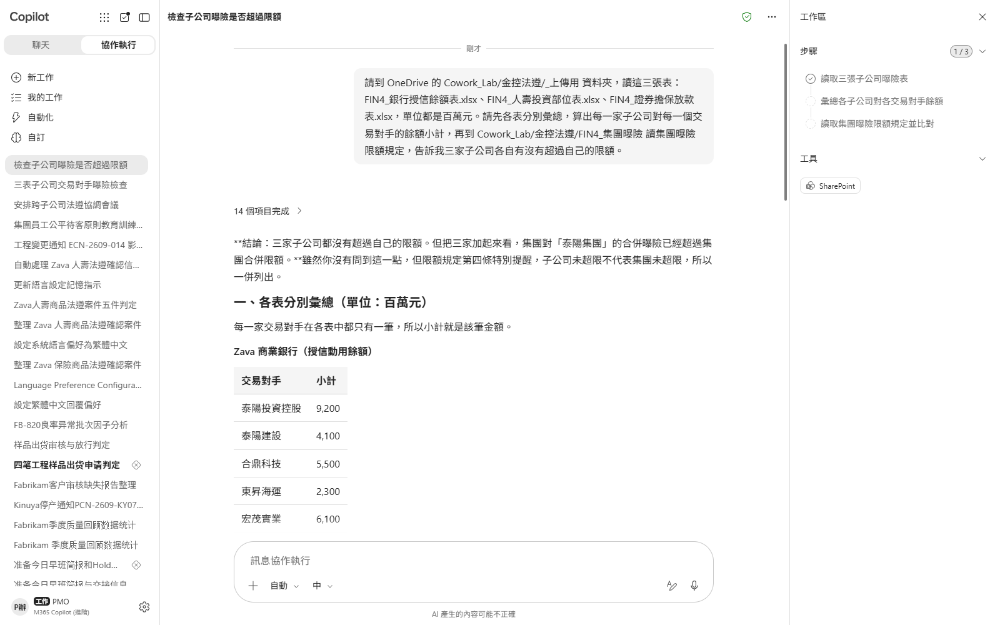 Copilot
聊天
協作執行
新工作
我的工作
自動化
自訂
檢查子公司曝險是否超過限額
三表子公司交易對手曝險檢查
安排跨子公司法遵協調會議
集團員工公平待客原則教育訓練...
工程變更通知 ECN-2609-014 影...
自動處理 Zava 人壽法遵確認信...
更新語言設定記憶指示
Zava人壽商品法遵案件五件判定
整理 Zava 人壽商品法遵確認案件
設定系統語言偏好為繁體中文
整理 Zava 保險商品法遵確認案件
Language Preference Configura...
設定繁體中文回覆偏好
FB-820良率异常批次因子分析
样品出货审核与放行判定
四笔工程样品出货申请判定
Fabrikam客户审核缺失报告整理
Kinuya停产通知PCN-2609-KY07...
Fabrikam季度质量回顾数据统计
Fabrikam 季度质量回顾数据统计
准备今日早班简报和Hold...
准备今日早班简报与交接信息
P辦
工作 PMO
M365 Copilot (進階)
檢查子公司曝險是否超過限額
剛才
請到 OneDrive 的 Cowork_Lab/金控法遵/_上傳用 資料夾，讀這三張表：
FIN4_銀行授信餘額表.xlsx、FIN4_人壽投資部位表.xlsx、FIN4_證券擔保放款
表.xlsx，單位都是百萬元。請先各表分別彙總，算出每一家子公司對每一個交
易對手的餘額小計，再到 Cowork_Lab/金控法遵/FIN4_集團曝險 讀集團曝險
限額規定，告訴我三家子公司各自有沒有超過自己的限額。
14 個項目完成
**結論：三家子公司都沒有超過自己的限額。但把三家加起來看，集團對「泰陽集團」的合併曝險已經超過集
團合併限額。**雖然你沒有問到這一點，但限額規定第四條特別提醒，子公司未超限不代表集團未超限，所以
一併列出。
一、各表分別彙總（單位：百萬元）
每一家交易對手在各表中都只有一筆，所以小計就是該筆金額。
Zava 商業銀行（授信動用餘額）
交易對手 小計
泰陽投資控股 9,200
泰陽建設 4,100
合鼎科技 5,500
東昇海運 2,300
宏茂實業 6,100
訊息協作執行
自動
中
AI 產生的內容可能不正確
工作區
步驟
1 / 3
讀取三張子公司曝險表
彙總各子公司對各交易對手餘額
讀取集團曝險限額規定並比對
工具
SharePoint